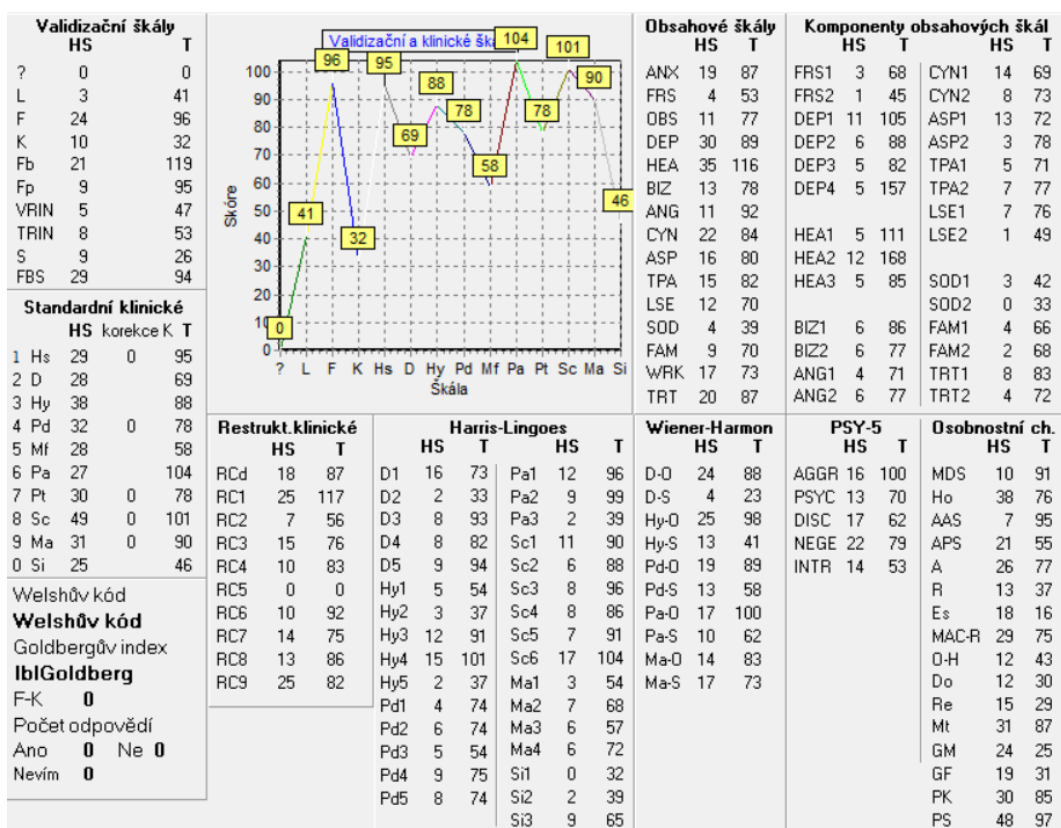 Validizační škály
HS T
? 0 0
L 3 41
F 24 96
K 10 32
Fb 21 119
Fp 9 95
VRIN 5 47
TRIN 8 53
S 9 26
FBS 29 94
Standardní klinické
HS korekce K T
1 Hs 29 0 95
2 D 28 69
3 Hy 38 88
4 Pd 32 0 78
5 Mf 28 58
6 Pa 27 104
7 Pt 30 0 78
8 Sc 49 0 101
9 Ma 31 0 90
0 Si 25 46
Welshův kód
Welshův kód
Goldbergův index
lblGoldberg
F-K 0
Počet odpovědí
Ano 0 Ne 0
Nevím 0
Validizační a klinické
104
101
96
95
90
88
78
78
69
58
46
41
32
0
Skóre
100
90
80
70
60
50
40
30
20
10
0
? L F K Hs D Hy Pd Mf Pa Pt Sc Ma Si
Škála
Obsahové škály
HS T
ANX 19 87
FRS 4 53
OBS 11 77
DEP 30 89
HEA 35 116
BIZ 13 78
ANG 11 92
CYN 22 84
ASP 16 80
TPA 15 82
LSE 12 70
SOD 4 39
FAM 9 70
WRK 17 73
TRT 20 87
Komponenty obsahových škál
HS T HS T
FRS1 3 68 CYN1 14 69
FRS2 1 45 CYN2 8 73
DEP1 11 105 ASP1 13 72
DEP2 6 88 ASP2 3 78
DEP3 5 82 TPA1 5 71
DEP4 5 157 TPA2 7 77
LSE1 7 76
HEA1 5 111 LSE2 1 49
HEA2 12 168
HEA3 5 85 SOD1 3 42
SOD2 0 33
BIZ1 6 86 FAM1 4 66
BIZ2 6 77 FAM2 2 68
ANG1 4 71 TRT1 8 83
ANG2 6 77 TRT2 4 72
Restrukt.klinické
HS T
RCd 18 87
RC1 25 117
RC2 7 56
RC3 15 76
RC4 10 83
RC5 0 0
RC6 10 92
RC7 14 75
RC8 13 86
RC9 25 82
Harris-Lingoes
HS T HS T
D1 16 73 Pa1 12 96
D2 2 33 Pa2 9 99
D3 8 93 Pa3 2 39
D4 8 82 Sc1 11 90
D5 9 94 Sc2 6 88
Hy1 5 54 Sc3 8 96
Hy2 3 37 Sc4 8 86
Hy3 12 91 Sc5 7 91
Hy4 15 101 Sc6 17 104
Hy5 2 37 Ma1 3 54
Pd1 4 74 Ma2 7 68
Pd2 6 74 Ma3 6 57
Pd3 5 54 Ma4 6 72
Pd4 9 75 Si1 0 32
Pd5 8 74 Si2 2 39
Si3 9 65
Wiener-Harmon
HS T
D-O 24 88
D-S 4 23
Hy-O 25 98
Hy-S 13 41
Pd-O 19 89
Pd-S 13 58
Pa-O 17 100
Pa-S 10 62
Ma-O 14 83
Ma-S 17 73
PSY-5
HS T
AGGR 16 100
PSYC 13 70
DISC 17 62
NEGE 22 79
INTR 14 53
Osobnostní ch.
HS T
MDS 10 91
Ho 38 76
AAS 7 95
APS 21 55
A 26 77
R 13 37
Es 18 16
MAC-R 29 75
O-H 12 43
Do 12 30
Re 15 29
Mt 31 87
GM 24 25
GF 19 31
PK 30 85
PS 48 97